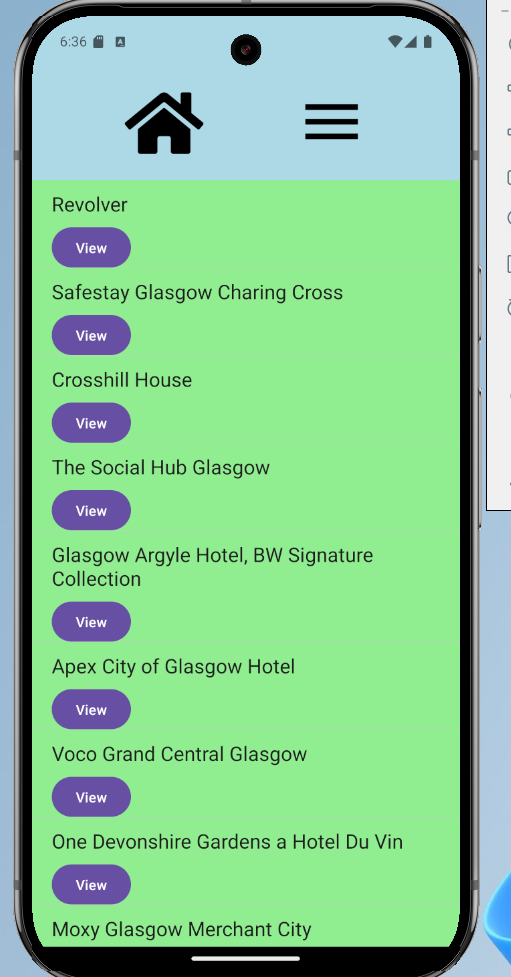 6:36
Revolver
View
Safestay Glasgow Charing Cross
View
Crosshill House
View
The Social Hub Glasgow
View
Glasgow Argyle Hotel, BW Signature
Collection
View
Apex City of Glasgow Hotel
View
Voco Grand Central Glasgow
View
One Devonshire Gardens a Hotel Du Vin
View
Moxy Glasgow Merchant City